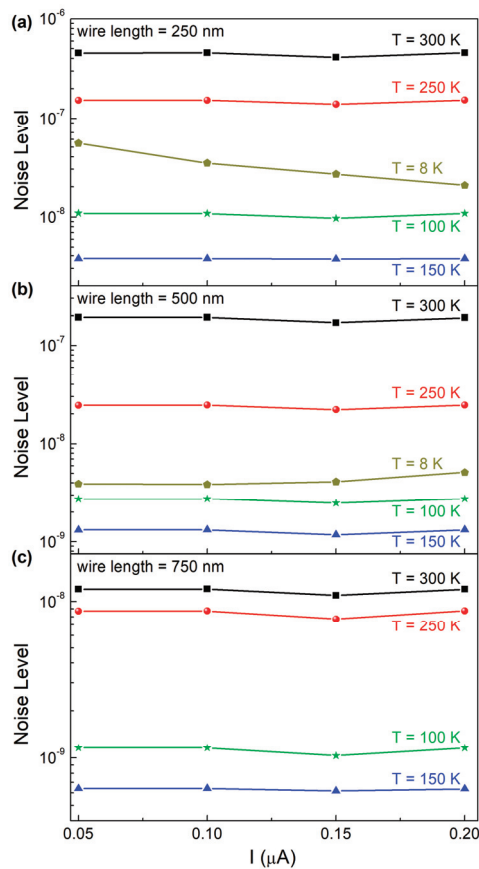 (a)
10^-6
wire length = 250 nm
T = 300 K
10^-7
T = 250 K
T = 8 K
10^-8
T = 100 K
T = 150 K
Noise Level
(b)
wire length = 500 nm
T = 300 K
10^-7
T = 250 K
10^-8
T = 8 K
T = 100 K
10^-9
T = 150 K
Noise Level
(c)
wire length = 750 nm
T = 300 K
10^-8
T = 250 K
T = 100 K
10^-9
T = 150 K
Noise Level
0.05 0.10 0.15 0.20
I (μA)